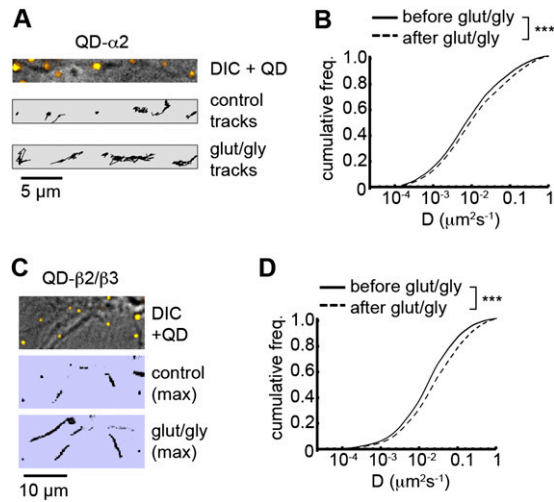 A
QD-α2
DIC + QD
control
tracks
glut/gly
tracks
5 μm
B
before glut/gly
after glut/gly
***
cumulative freq.
1.0
0.8
0.6
0.4
0.2
0
10⁻⁴ 10⁻³ 10⁻² 0.1 1
D (μm²s⁻¹)
C
QD-β2/β3
DIC
+QD
control
(max)
glut/gly
(max)
10 μm
D
before glut/gly
after glut/gly
***
cumulative freq.
1.0
0.8
0.6
0.4
0.2
0
10⁻⁴ 10⁻³ 10⁻² 0.1 1
D (μm²s⁻¹)